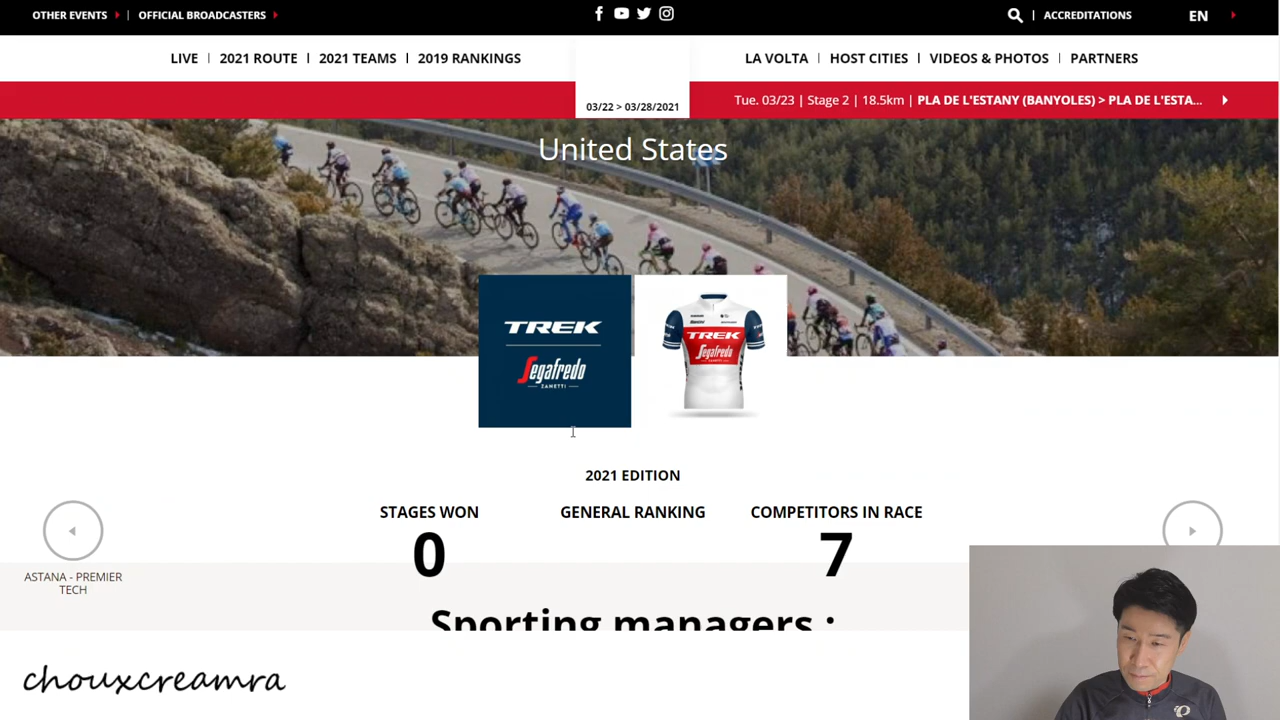 OTHER EVENTS | OFFICIAL BROADCASTERS | ACCREDITATIONS EN
LIVE | 2021 ROUTE | 2021 TEAMS | 2019 RANKINGS
LA VOLTA | HOST CITIES | VIDEOS & PHOTOS | PARTNERS
03/22 > 03/28/2021
Tue. 03/23 | Stage 2 | 18.5km | PLA DE L'ESTANY (BANYOLES) > PLA DE L'ESTA...
United States
TREK
Segafredo
ZANETTI
TREK
Segafredo
2021 EDITION
STAGES WON
0
GENERAL RANKING
COMPETITORS IN RACE
7
ASTANA - PREMIER
TECH
Sporting managers :
chouxcreamra